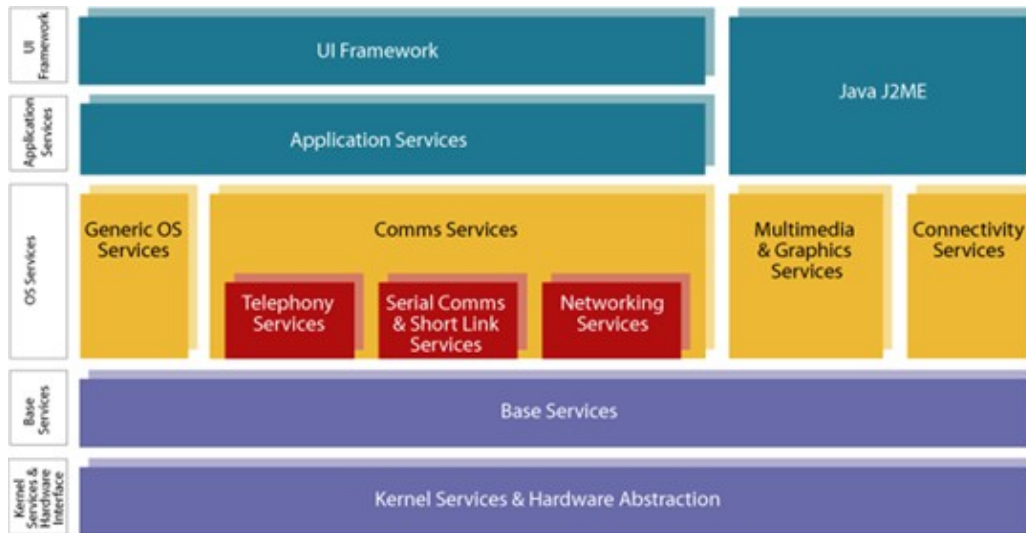 UI
Framework
UI Framework
Java J2ME
Application
Services
Application Services
OS Services
Generic OS
Services
Comms Services
Telephony
Services
Serial Comms
& Short Link
Services
Networking
Services
Multimedia
& Graphics
Services
Connectivity
Services
Base
Services
Base Services
Kernel
Services &
Hardware
Interface
Kernel Services & Hardware Abstraction